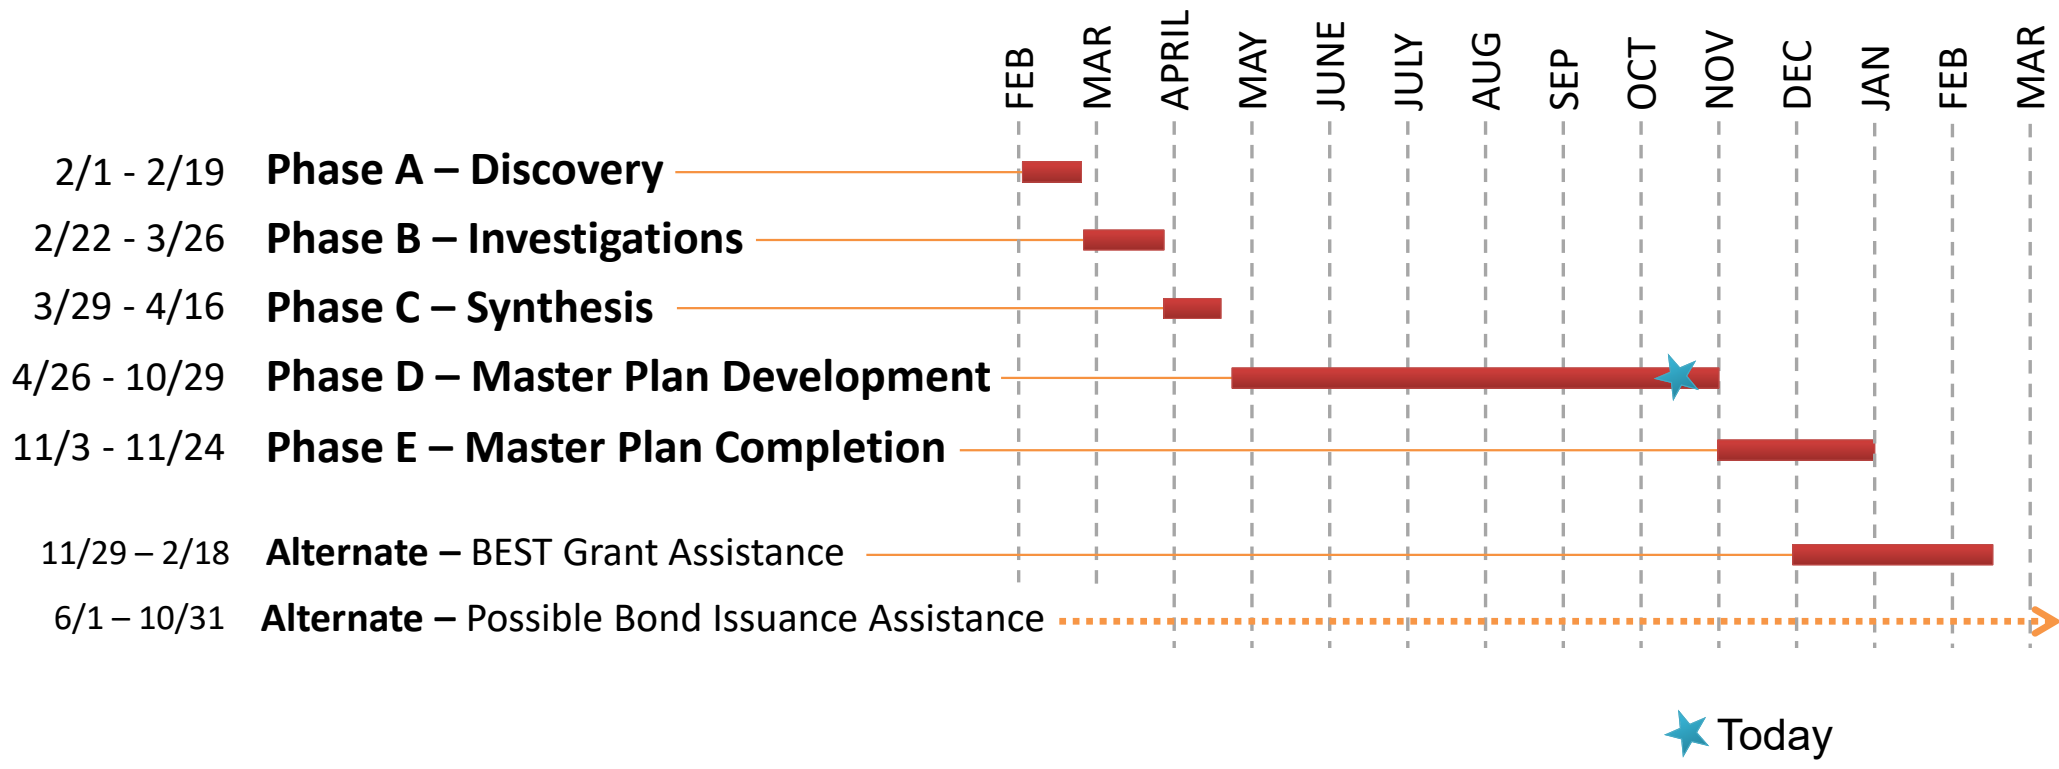 FEB MAR APRIL MAY JUNE JULY AUG SEP OCT NOV DEC JAN FEB MAR
2/1 - 2/19 Phase A – Discovery
2/22 - 3/26 Phase B – Investigations
3/29 - 4/16 Phase C – Synthesis
4/26 - 10/29 Phase D – Master Plan Development
11/3 - 11/24 Phase E – Master Plan Completion
11/29 – 2/18 Alternate – BEST Grant Assistance
6/1 – 10/31 Alternate – Possible Bond Issuance Assistance
Today